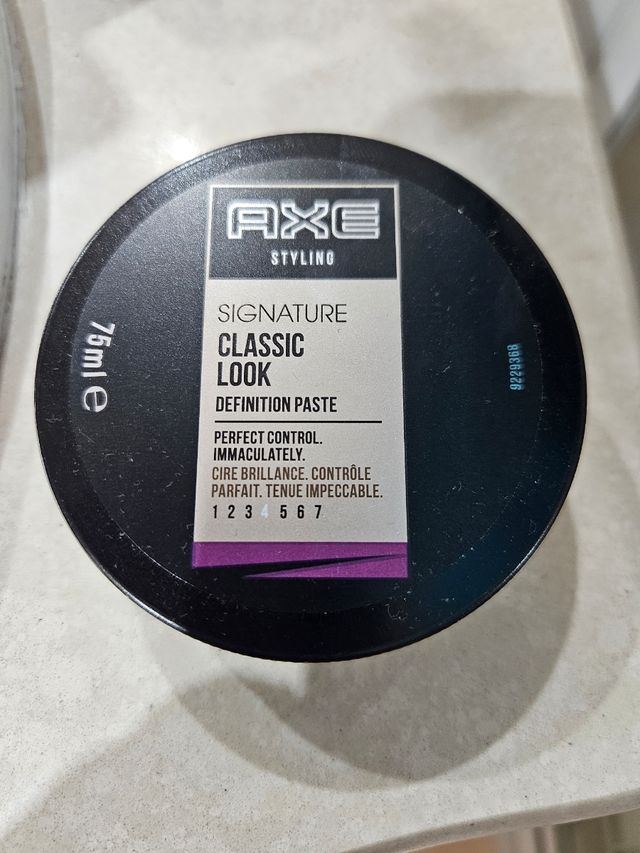 AXE
STYLING
SIGNATURE
CLASSIC
LOOK
DEFINITION PASTE
PERFECT CONTROL.
IMMACULATELY.
CIRE BRILLANCE. CONTRÔLE
PARFAIT. TENUE IMPECCABLE.
1 2 3 4 5 6 7
75ml e
9229368